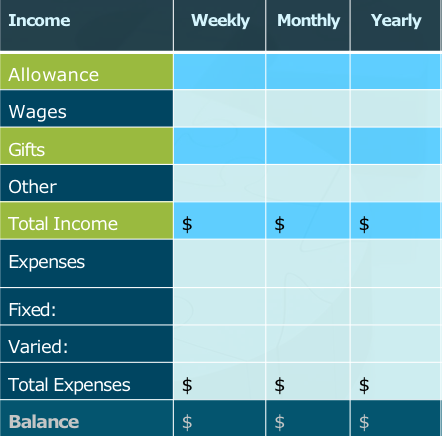 Income Weekly Monthly Yearly
Allowance
Wages
Gifts
Other
Total Income $ $ $
Expenses
Fixed:
Varied:
Total Expenses $ $ $
Balance $ $ $